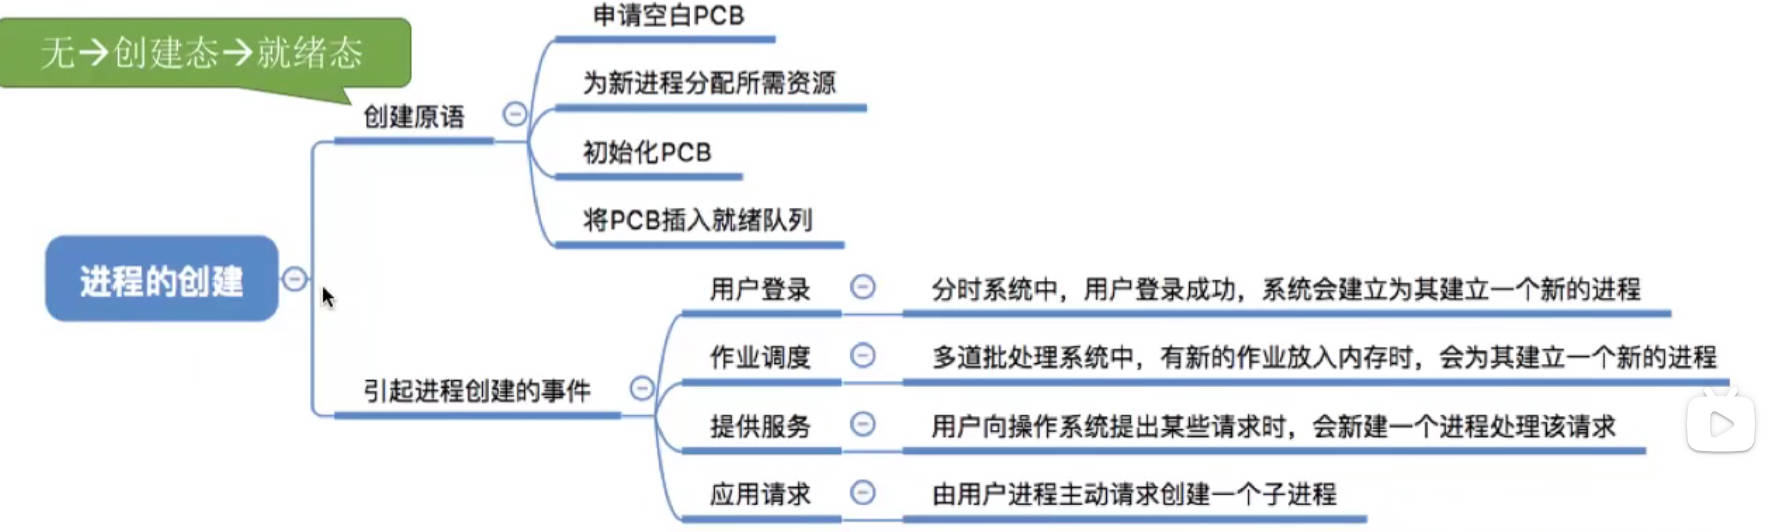 申请空白PCB
无→创建态→就绪态
为新进程分配所需资源
创建原语
初始化PCB
将PCB插入就绪队列
进程的创建
用户登录
分时系统中，用户登录成功，系统会建立为其建立一个新的进程
作业调度
多道批处理系统中，有新的作业放入内存时，会为其建立一个新的进程
引起进程创建的事件
提供服务
用户向操作系统提出某些请求时，会新建一个进程处理该请求
应用请求
由用户进程主动请求创建一个子进程